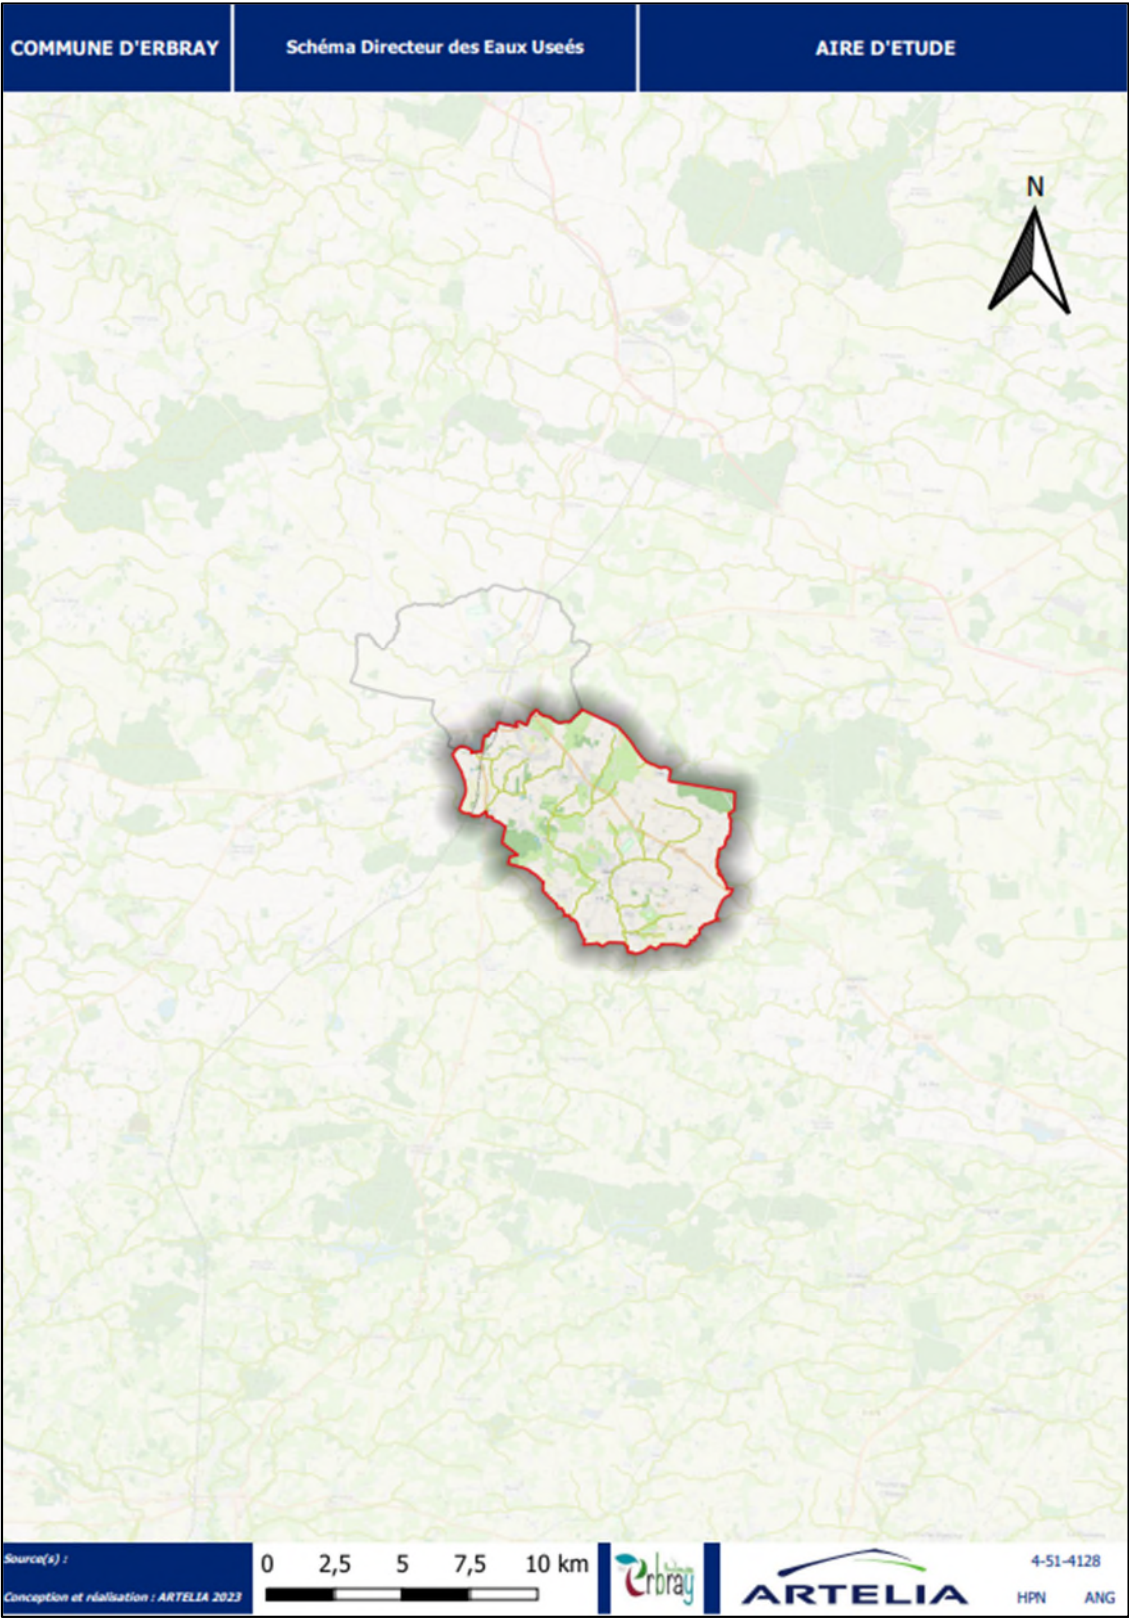 COMMUNE D'ERBRAY
Schéma Directeur des Eaux Useés
AIRE D'ETUDE
N
Source(s) :
Conception et réalisation : ARTELIA 2023
0 2,5 5 7,5 10 km
Erbray
ARTELIA
4-51-4128
HPN ANG